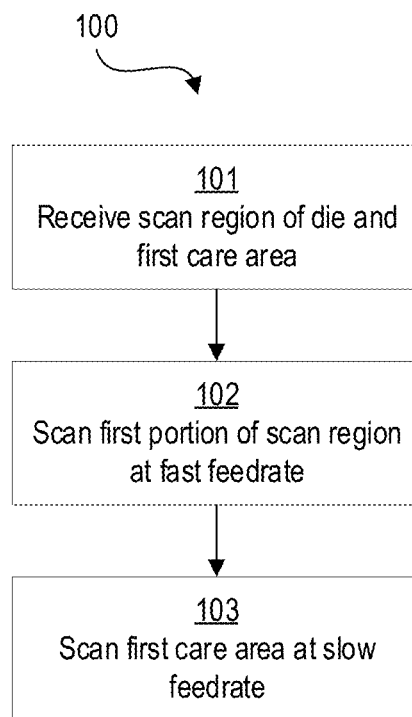 100
101
Receive scan region of die and
first care area
102
Scan first portion of scan region
at fast feedrate
103
Scan first care area at slow
feedrate